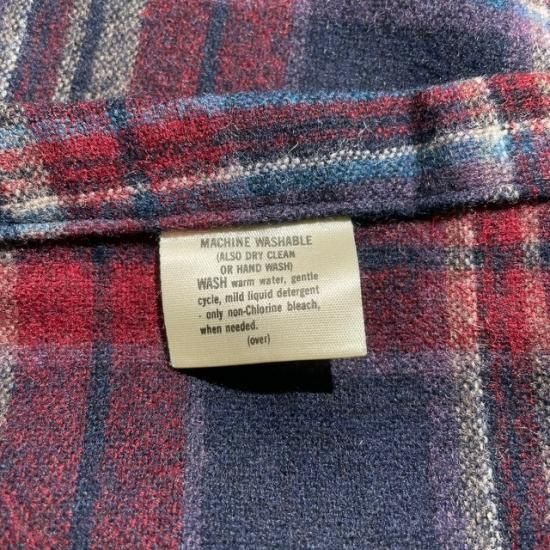 MACHINE WASHABLE
(ALSO DRY CLEAN
OR HAND WASH)
WASH warm water, gentle
cycle, mild liquid detergent
- only non-Chlorine bleach,
when needed.
(over)